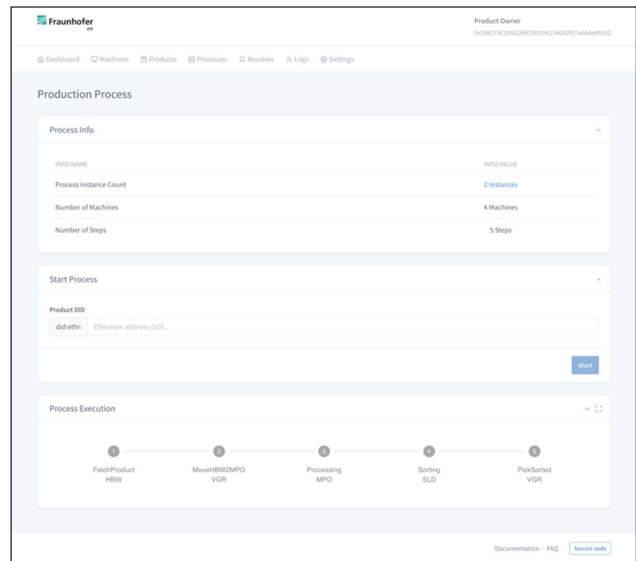 Fraunhofer
FIT
Product Owner
Dashboard Machines Products Processes Resolver Logs Settings
Production Process
Process Info
INFO NAME INFO VALUE
Process Instance Count 2 Instances
Number of Machines 4 Machines
Number of Steps 5 Steps
Start Process
Product DID
did:ethr: Ethereum address 0x3f...
Start
Process Execution
1 2 3 4 5
FetchProduct MoveHBW2MPO Processing Sorting PickSorted
HBW VGR MPO SLD VGR
Documentation · FAQ Source code